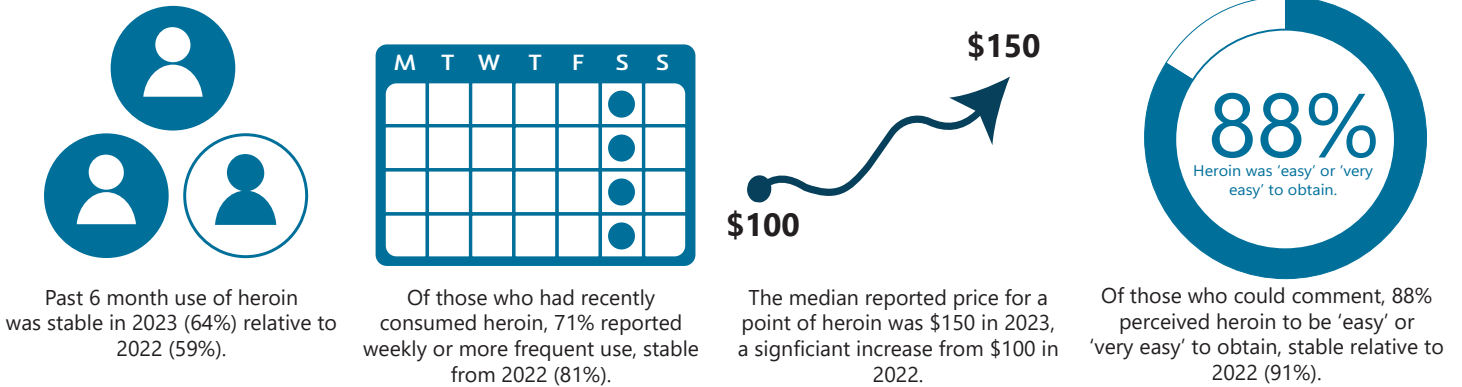 M T W T F S S
$150
$100
88%
Heroin was 'easy' or 'very
easy' to obtain.
Past 6 month use of heroin
was stable in 2023 (64%) relative to
2022 (59%).
Of those who had recently
consumed heroin, 71% reported
weekly or more frequent use, stable
from 2022 (81%).
The median reported price for a
point of heroin was $150 in 2023,
a signficiant increase from $100 in
2022.
Of those who could comment, 88%
perceived heroin to be 'easy' or
'very easy' to obtain, stable relative to
2022 (91%).